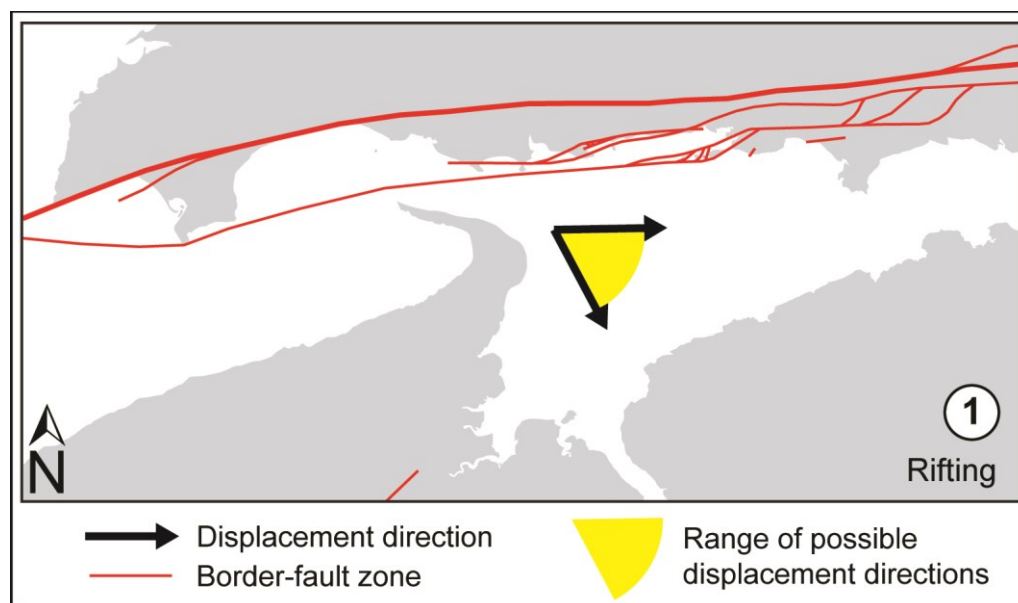 1
Rifting
N
Displacement direction
Border-fault zone
Range of possible
displacement directions